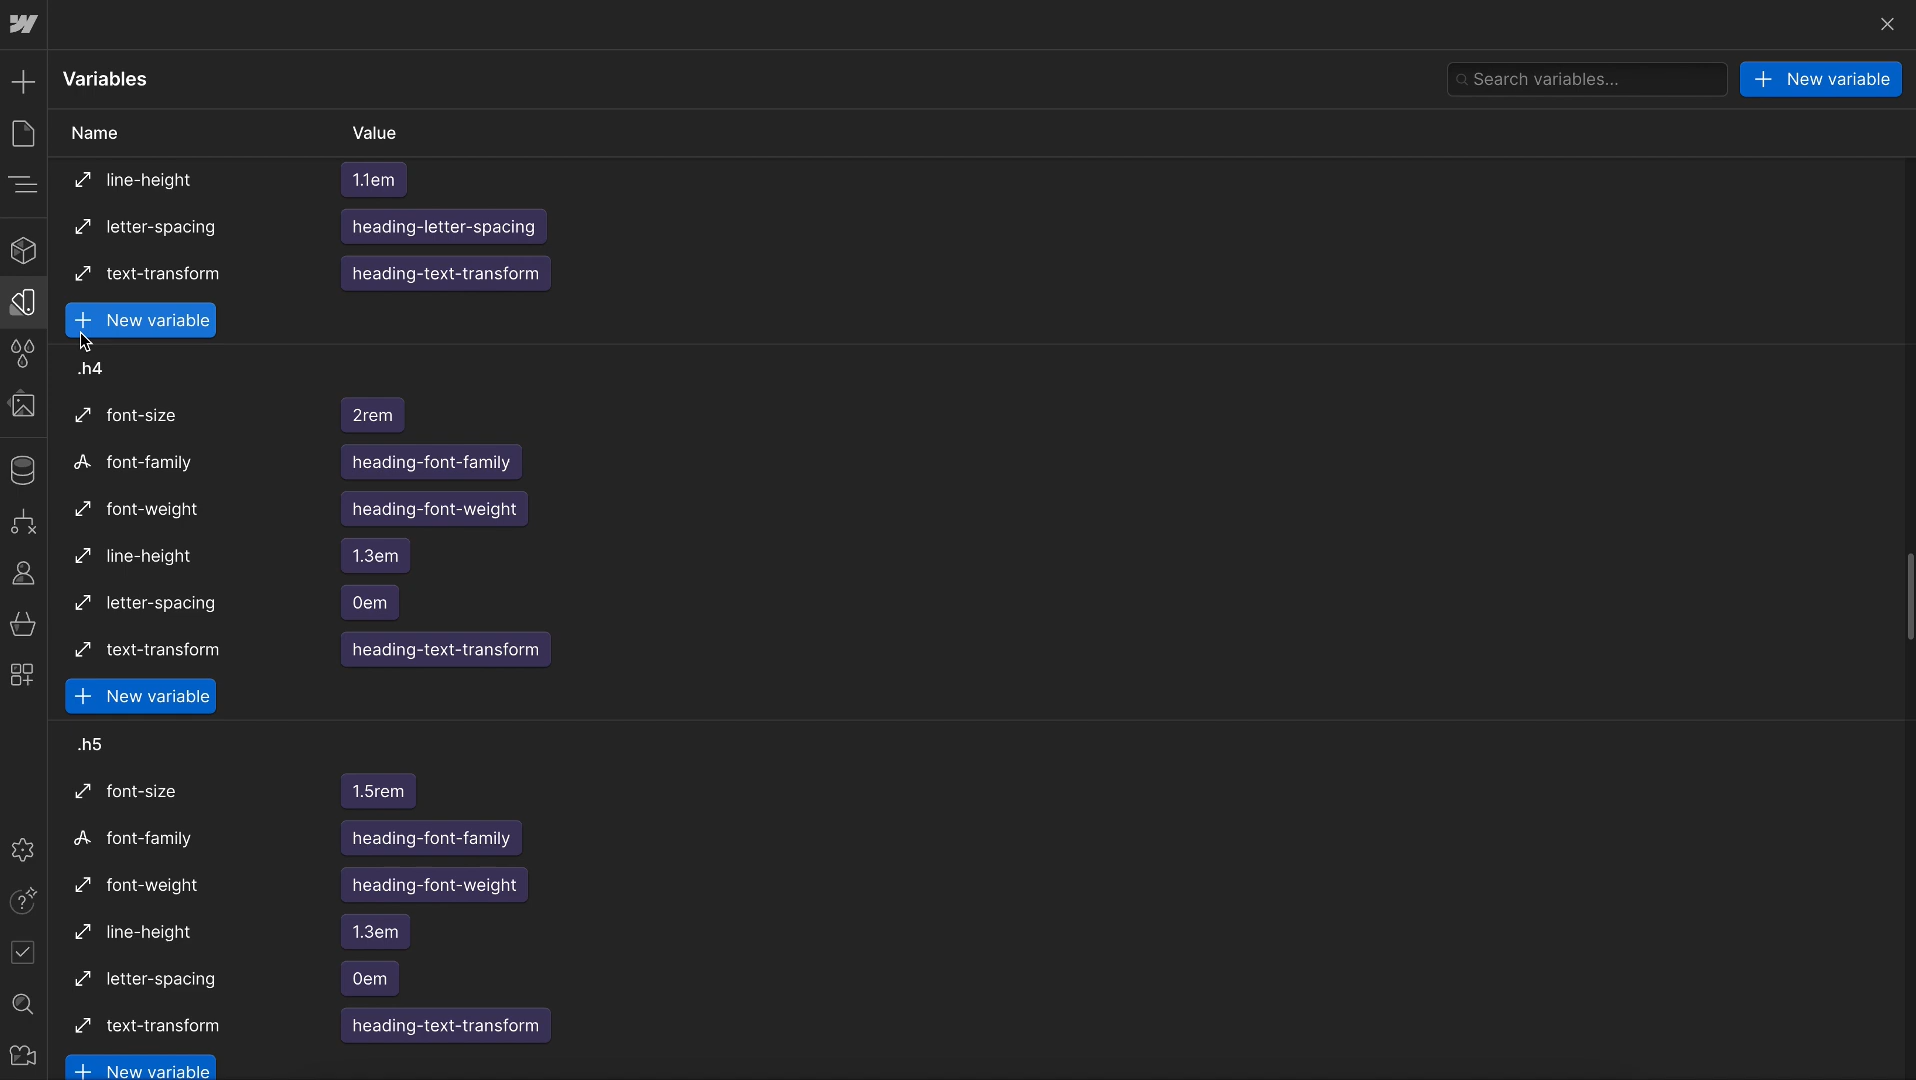 Variables
Search variables...
New variable
Name Value
line-height 1.1em
letter-spacing heading-letter-spacing
text-transform heading-text-transform
New variable
.h4
font-size 2rem
font-family heading-font-family
font-weight heading-font-weight
line-height 1.3em
letter-spacing 0em
text-transform heading-text-transform
New variable
.h5
font-size 1.5rem
font-family heading-font-family
font-weight heading-font-weight
line-height 1.3em
letter-spacing 0em
text-transform heading-text-transform
New variable